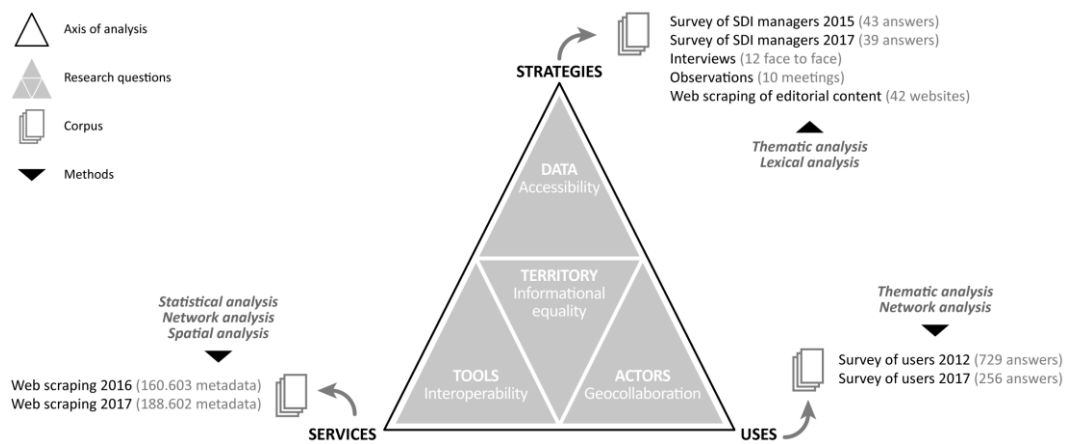 Axis of analysis
Research questions
Corpus
Methods
STRATEGIES
Survey of SDI managers 2015 (43 answers)
Survey of SDI managers 2017 (39 answers)
Interviews (12 face to face)
Observations (10 meetings)
Web scraping of editorial content (42 websites)
Thematic analysis
Lexical analysis
DATA
Accessibility
TERRITORY
Informational
equality
TOOLS
Interoperability
ACTORS
Geocollaboration
Statistical analysis
Network analysis
Spatial analysis
Web scraping 2016 (160.603 metadata)
Web scraping 2017 (188.602 metadata)
SERVICES
Thematic analysis
Network analysis
Survey of users 2012 (729 answers)
Survey of users 2017 (256 answers)
USES